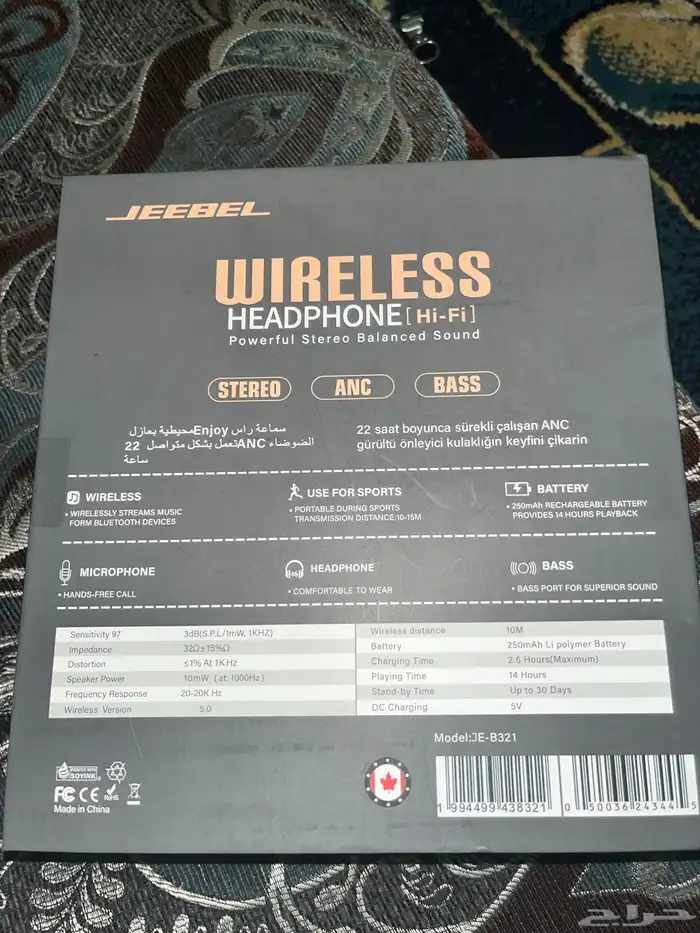 JEEBEL
WIRELESS
HEADPHONE [Hi-Fi]
Powerful Stereo Balanced Sound
STEREO
ANC
BASS
سماعة راس Enjoyمحيطية بعازل
الضوضاء ANCتعمل بشكل متواصل 22
ساعة
22 saat boyunca sürekli çalışan ANC
gürültü önleyici kulaklığın keyfini çikarin
WIRELESS
• WIRELESSLY STREAMS MUSIC
FORM BLUETOOTH DEVICES
USE FOR SPORTS
• PORTABLE DURING SPORTS
TRANSMISSION DISTANCE:10-15M
BATTERY
• 250mAh RECHARGEABLE BATTERY
PROVIDES 14 HOURS PLAYBACK
MICROPHONE
• HANDS-FREE CALL
HEADPHONE
• COMFORTABLE TO WEAR
BASS
• BASS PORT FOR SUPERIOR SOUND
Sensitivity 97 3dB(S.P.L/1mW, 1KHZ)
Impedance 32Ω±15%Ω
Distortion ≤1% At 1KHz
Speaker Power 10mW (at: 1000Hz)
Frequency Response 20-20K Hz
Wireless Version 5.0
Wireless distance 10M
Battery 250mAh Li polymer Battery
Charging Time 2.5 Hours(Maximum)
Playing Time 14 Hours
Stand-by Time Up to 30 Days
DC Charging 5V
Model:JE-B321
PRINTED WITH
SOYINK
FC CE RoHS
Made in China
1 994499 438321
0 50036 24344 5
حراج